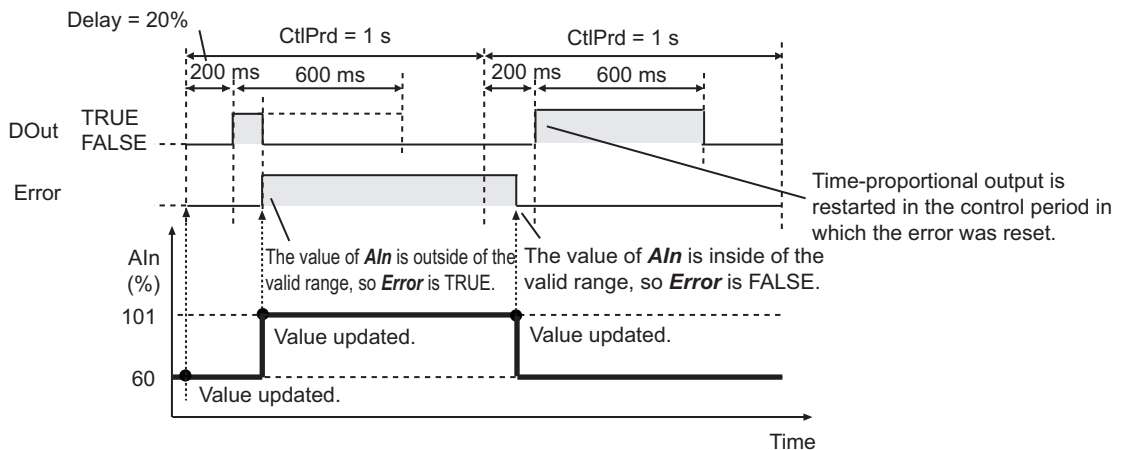 Delay = 20%
CtlPrd = 1 s
CtlPrd = 1 s
200 ms
600 ms
200 ms
600 ms
DOut
TRUE
FALSE
Error
Time-proportional output is
restarted in the control period in
which the error was reset.
The value of AIn is outside of the
valid range, so Error is TRUE.
The value of AIn is inside of the
valid range, so Error is FALSE.
AIn
(%)
101
Value updated.
Value updated.
60
Value updated.
Time